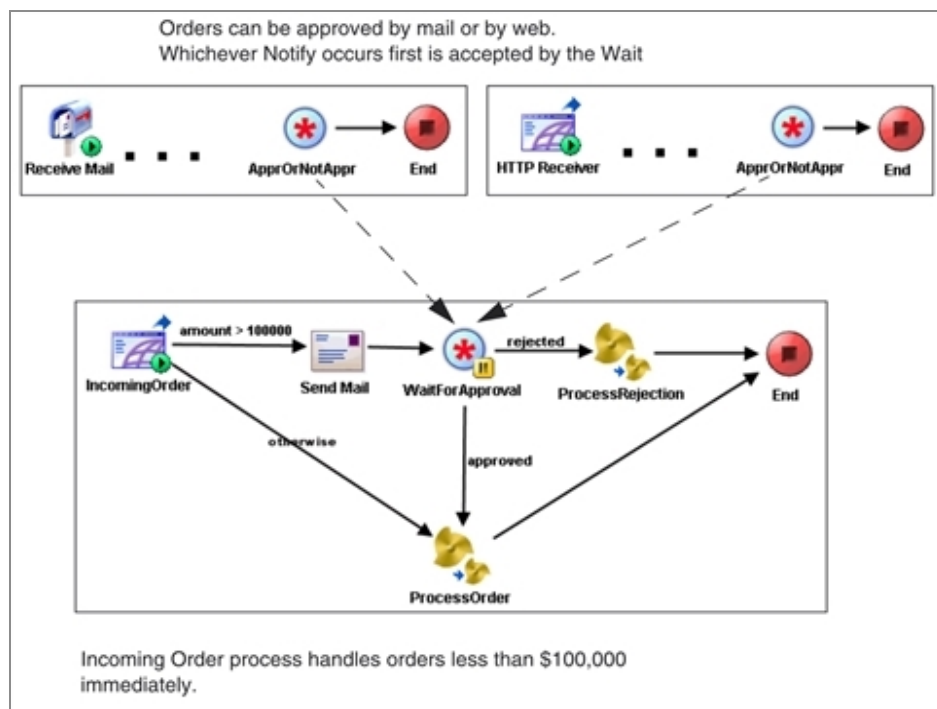 Orders can be approved by mail or by web.
Whichever Notify occurs first is accepted by the Wait
Receive Mail
ApprOrNotAppr
End
HTTP Receiver
ApprOrNotAppr
End
amount > 100000
rejected
IncomingOrder
Send Mail
WaitForApproval
ProcessRejection
End
otherwise
approved
ProcessOrder
Incoming Order process handles orders less than $100,000
immediately.